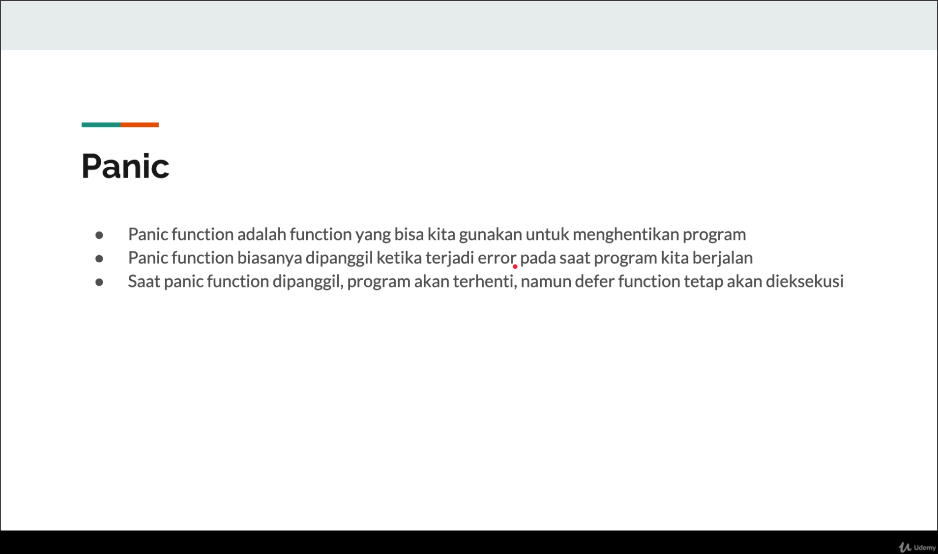 Panic
● Panic function adalah function yang bisa kita gunakan untuk menghentikan program
● Panic function biasanya dipanggil ketika terjadi error pada saat program kita berjalan
● Saat panic function dipanggil, program akan terhenti, namun defer function tetap akan dieksekusi
Udemy